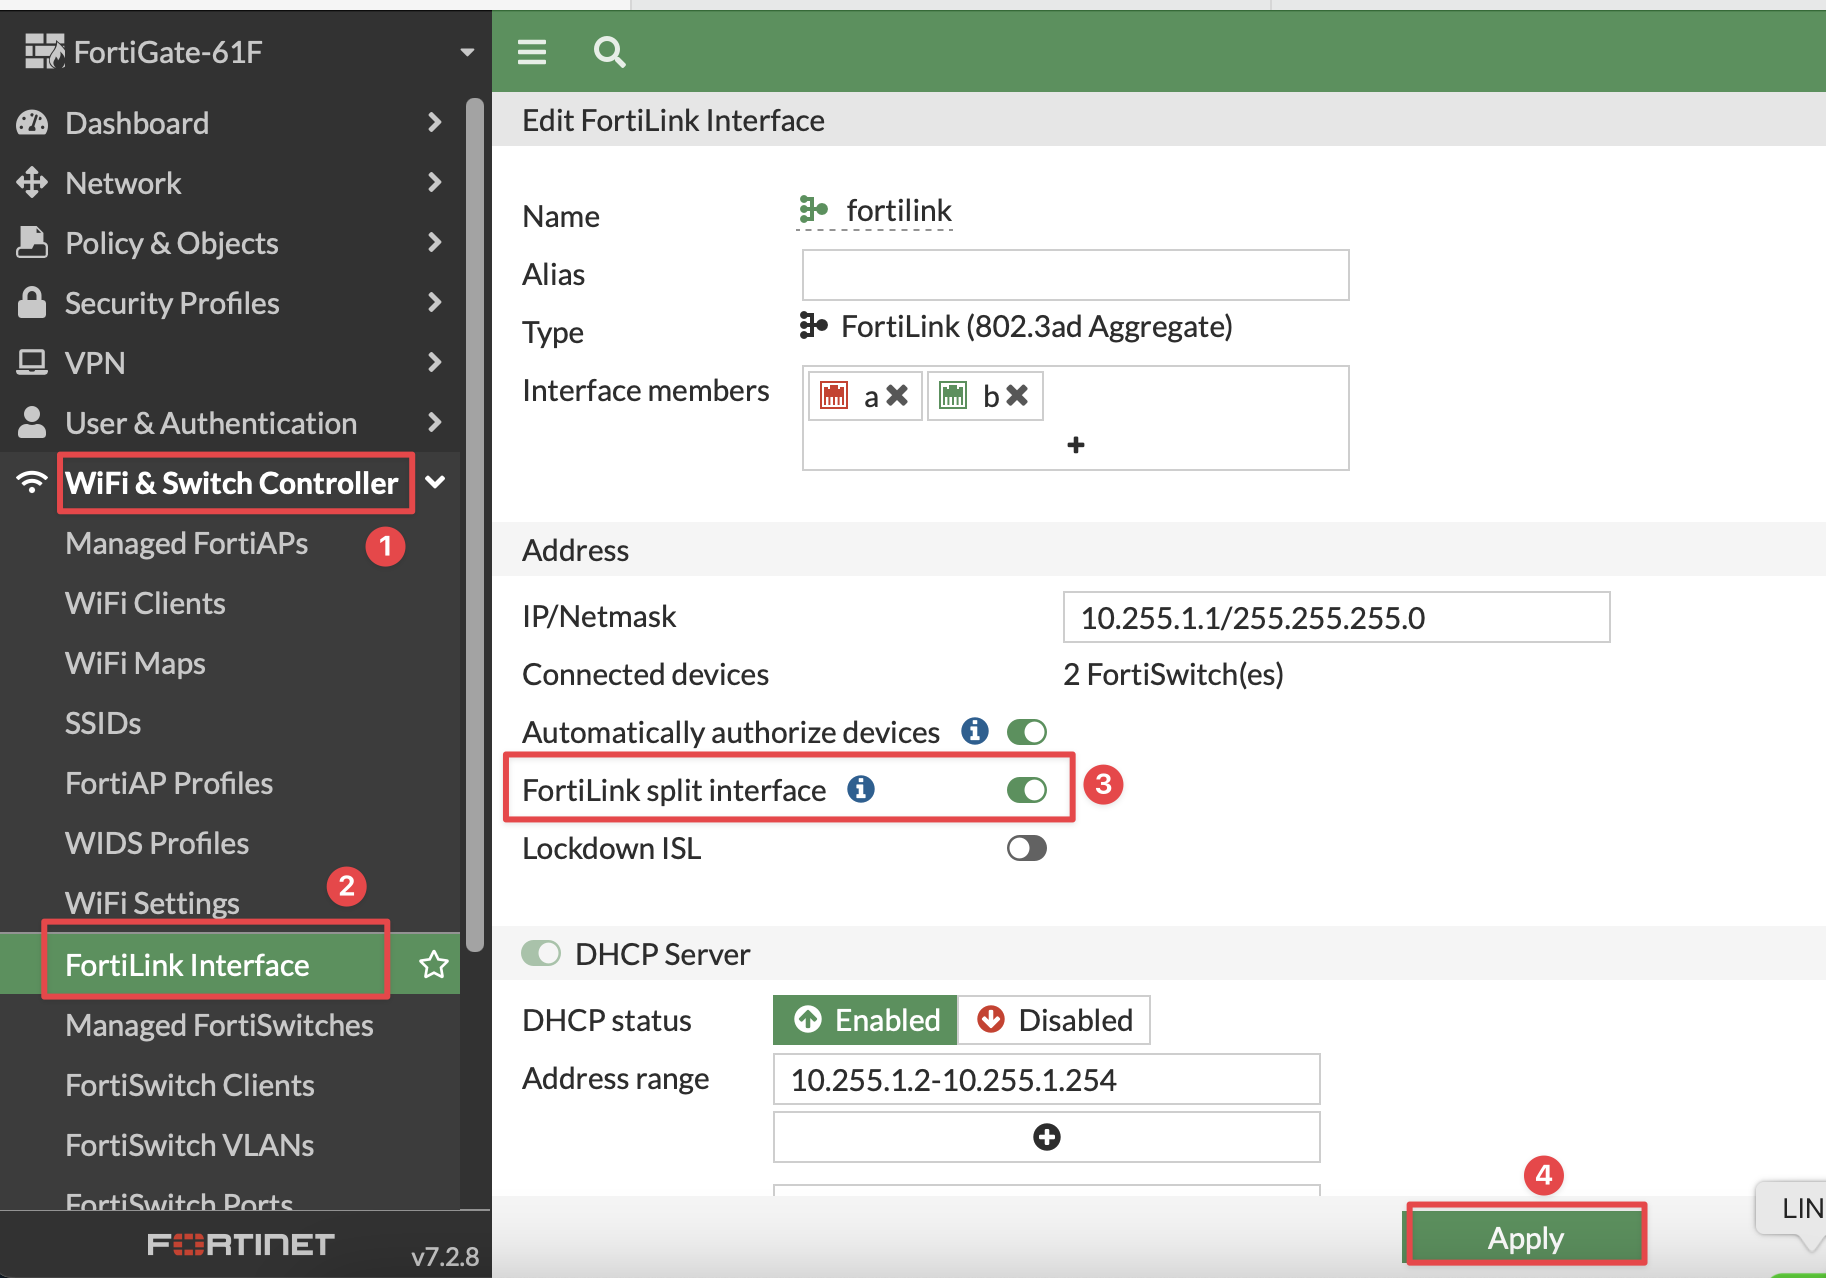 FortiGate-61F
Dashboard
Network
Policy & Objects
Security Profiles
VPN
User & Authentication
WiFi & Switch Controller
Managed FortiAPs
1
WiFi Clients
WiFi Maps
SSIDs
FortiAP Profiles
WIDS Profiles
2
WiFi Settings
FortiLink Interface
Managed FortiSwitches
FortiSwitch Clients
FortiSwitch VLANs
FortiSwitch Ports
FORTINET
v7.2.8
Edit FortiLink Interface
Name fortilink
Alias
Type FortiLink (802.3ad Aggregate)
Interface members a b
Address
IP/Netmask 10.255.1.1/255.255.255.0
Connected devices 2 FortiSwitch(es)
Automatically authorize devices
FortiLink split interface 3
Lockdown ISL
DHCP Server
DHCP status Enabled Disabled
Address range 10.255.1.2-10.255.1.254
4
Apply
LIN